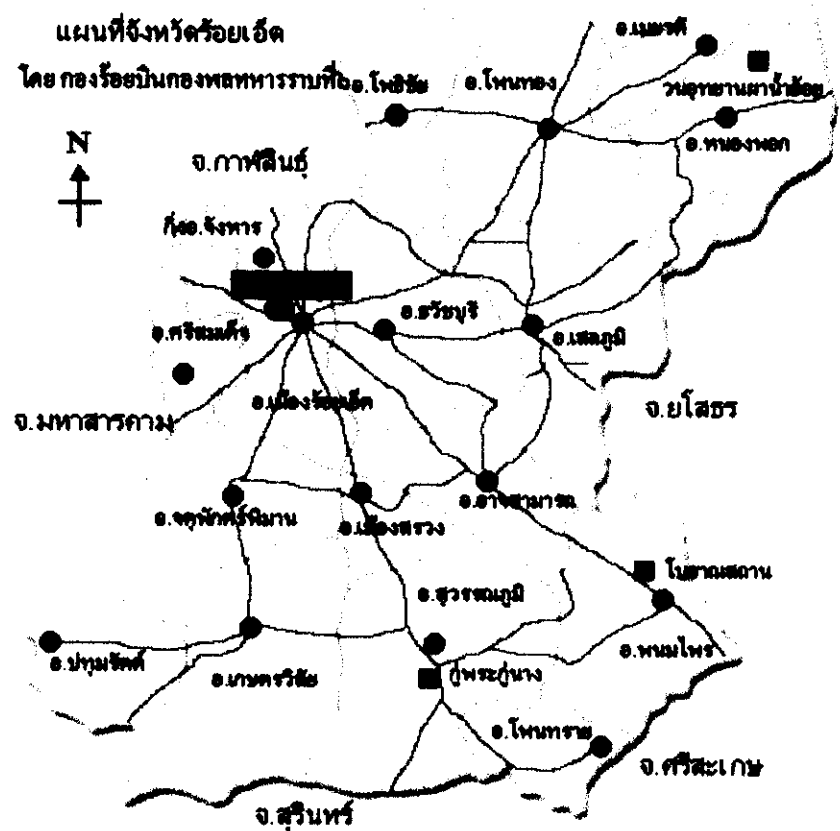 แผนที่จังหวัดร้อยเอ็ด
โดย กองร้อยบินกองพลทหารราบที่๖
อ.เมยวดี
อ.โพธิชัย
อ.โพนทอง
วนอุทยานผาน้ำย้อย
อ.หนองพอก
N
จ.กาฬสินธุ์
กิ่งอ.จังหาร
อ.ธวัชบุรี
อ.ศรีสมเด็จ
อ.เสลภูมิ
อ.เมืองร้อยเอ็ด
จ.ยโสธร
จ.มหาสารคาม
อ.อาจสามารถ
อ.จตุพักตร์พิมาน
อ.เมืองสรวง
โบราณสถาน
อ.สุวรรณภูมิ
อ.พนมไพร
อ.ปทุมรัตต์
อ.เกษตรวิสัย
กู่พระกู่นาง
อ.โพนทราย
จ.ศรีสะเกษ
จ.สุรินทร์